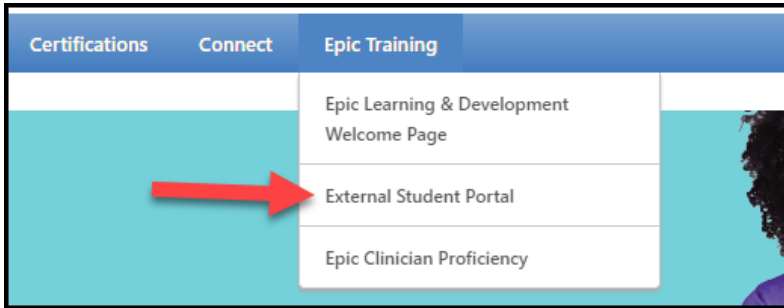 Certifications Connect Epic Training
Epic Learning & Development
Welcome Page
External Student Portal
Epic Clinician Proficiency